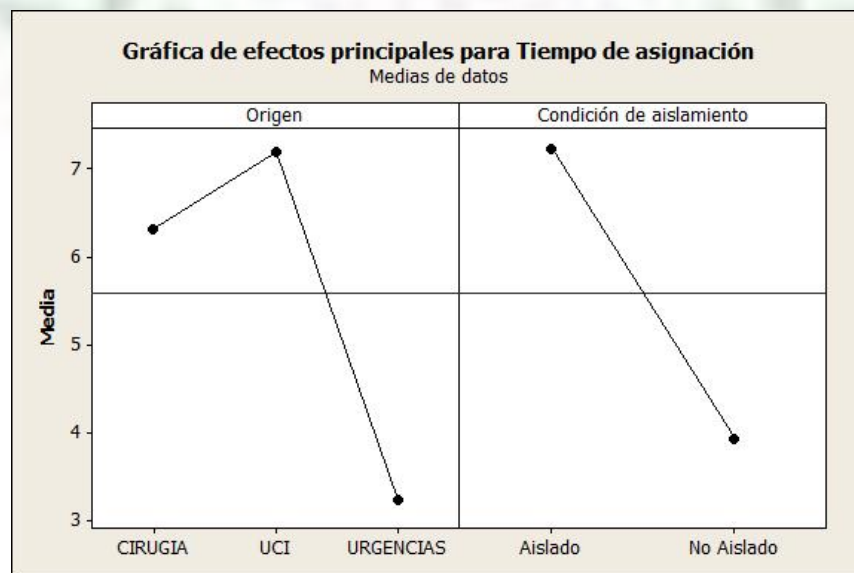 Gráfica de efectos principales para Tiempo de asignación
Medias de datos
Origen
Condición de aislamiento
Media
7
6
5
4
3
CIRUGIA UCI URGENCIAS Aislado No Aislado